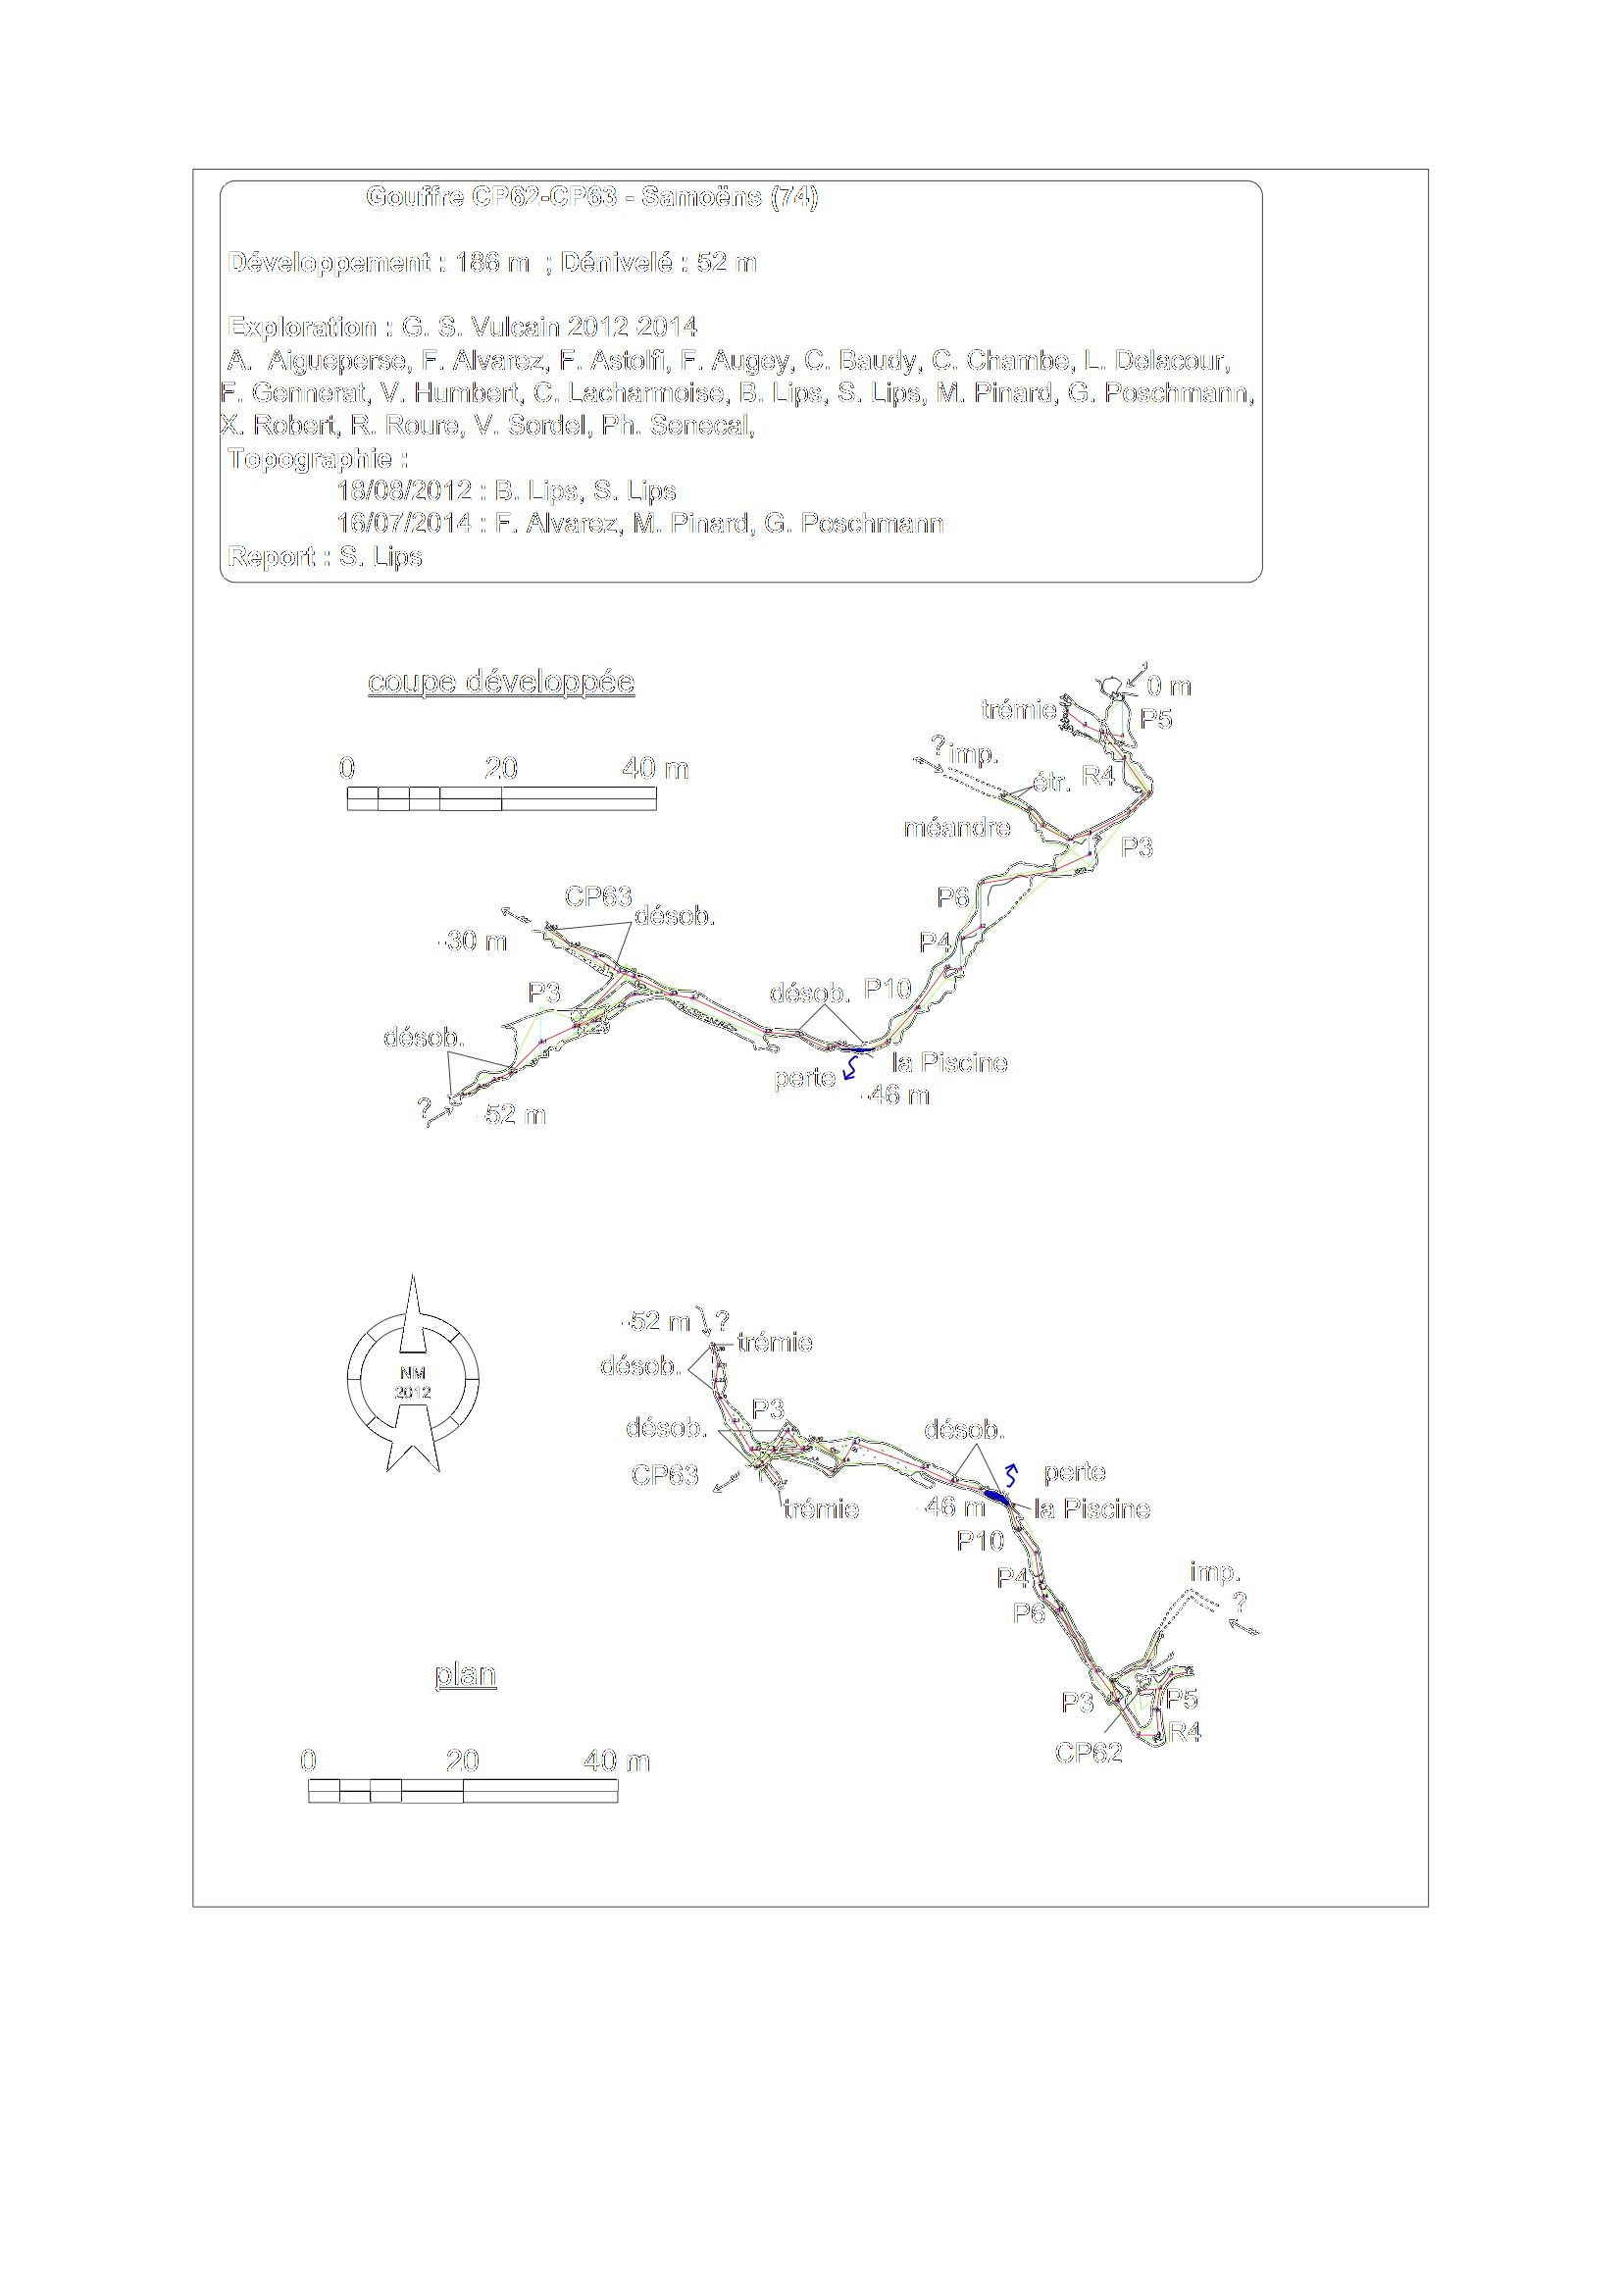 Gouffre CP62-CP63 - Samoëns (74)
Développement : 186 m ; Dénivelé : 52 m
Exploration : G. S. Vulcain 2012-2014
A. Aigueperse, F. Alvarez, F. Astolfi, F. Augey, C. Baudy, C. Chambe, L. Delacour,
F. Gennerat, V. Humbert, C. Lacharmoise, B. Lips, S. Lips, M. Pinard, G. Poschmann,
X. Robert, R. Roure, V. Sordel, Ph. Senecal,
Topographie :
18/08/2012 : B. Lips, S. Lips
16/07/2014 : F. Alvarez, M. Pinard, G. Poschmann
Report : S. Lips
coupe développée
0 20 40 m
0 m
trémie
P5
? imp.
étr. R4
méandre
P3
CP63
P6
désob.
-30 m
P4
P3
désob.
P10
désob.
la Piscine
perte
-46 m
?
-52 m
NM
2012
-52 m ?
trémie
désob.
P3
désob.
désob.
CP63
perte
trémie
-46 m
la Piscine
P10
imp.
P4
?
P6
plan
P3
P5
R4
CP62
0 20 40 m